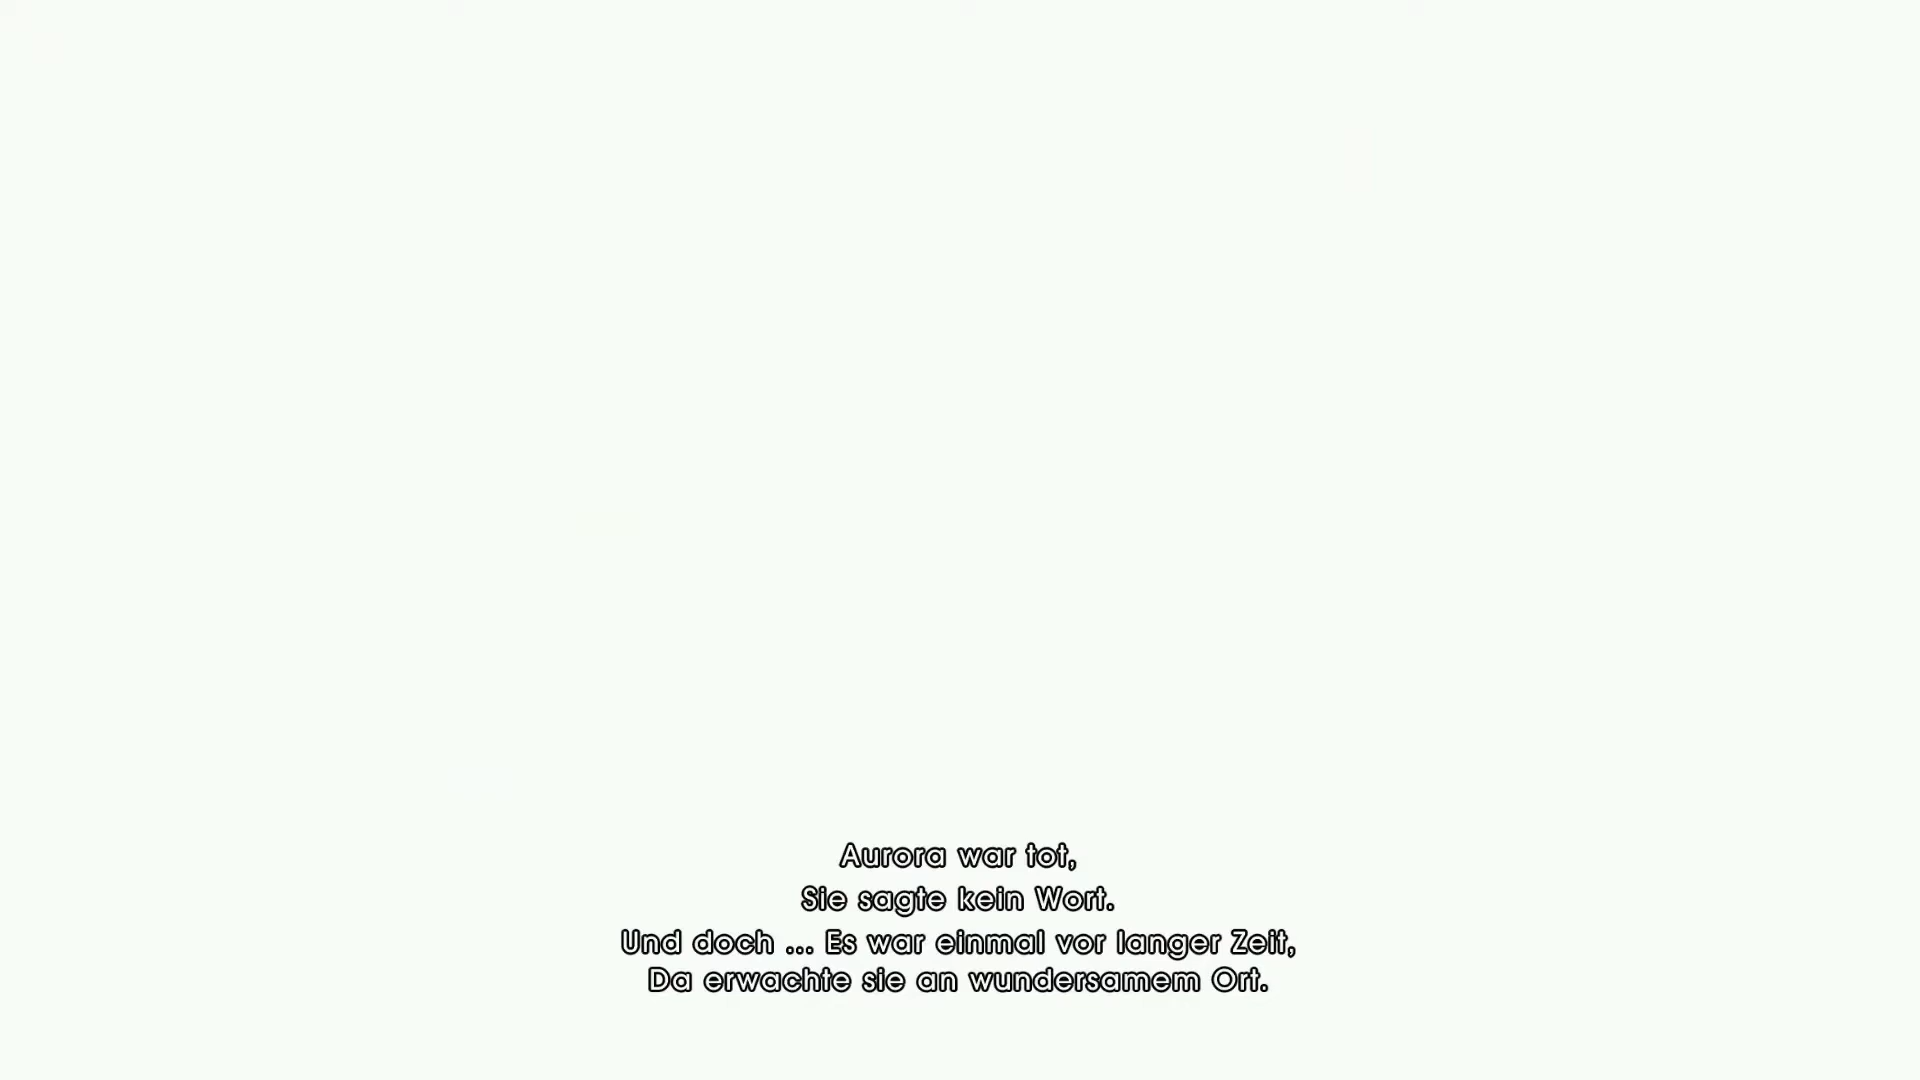 Aurora war tot,
Sie sagte kein Wort.
Und doch ... Es war einmal vor langer Zeit,
Da erwachte sie an wundersamem Ort.